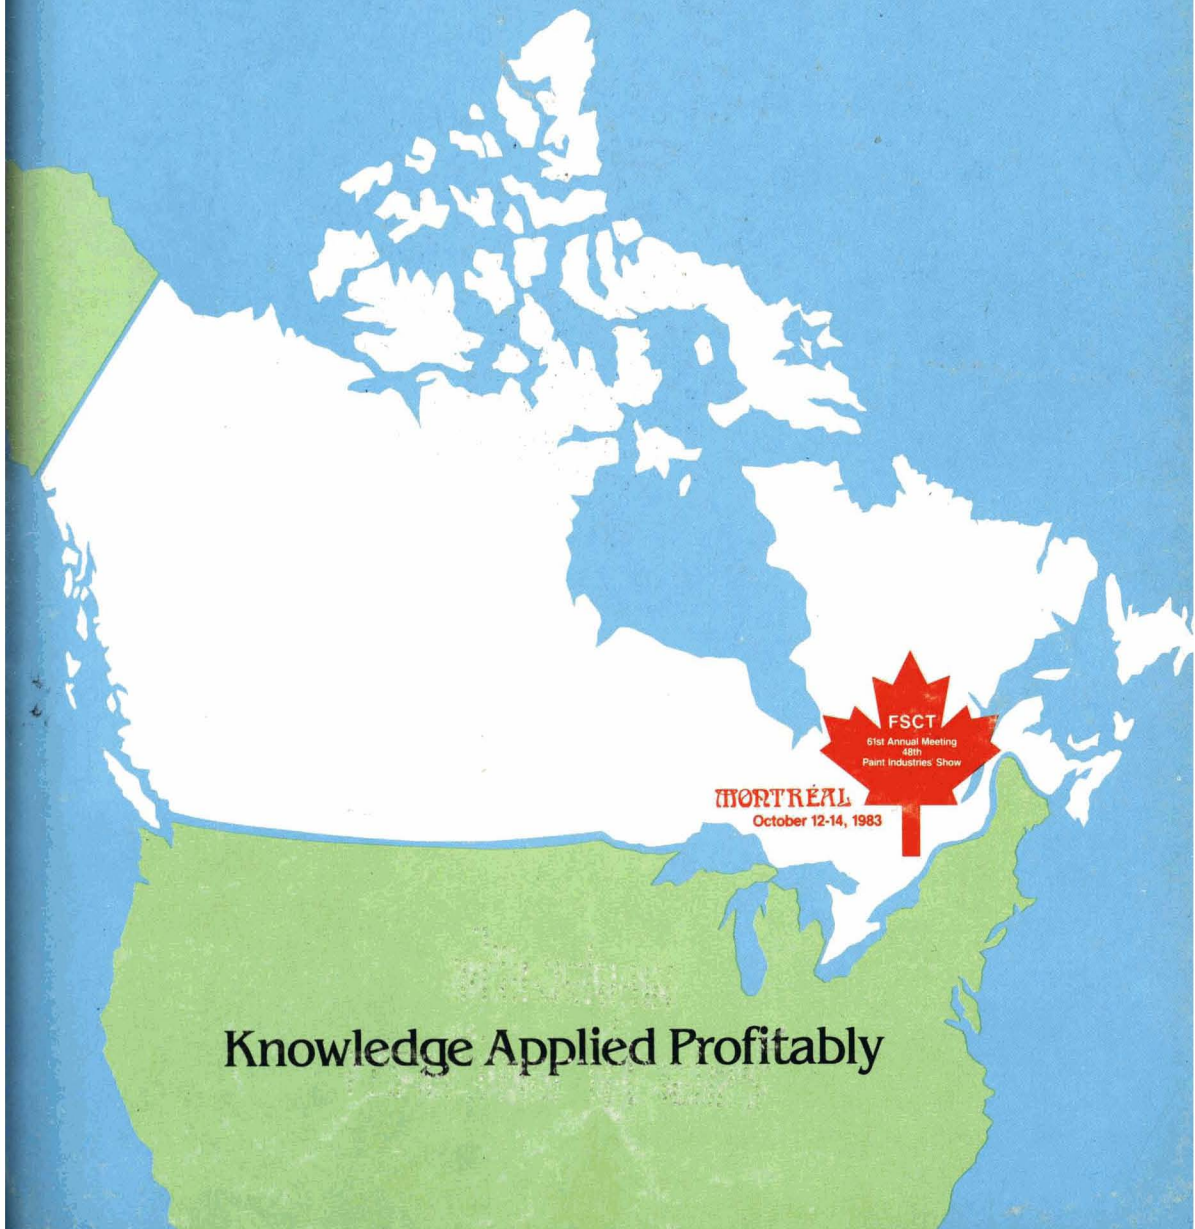 FSCT
61st Annual Meeting
48th
Paint Industries' Show
MONTRÉAL
October 12-14, 1983
Knowledge Applied Profitably